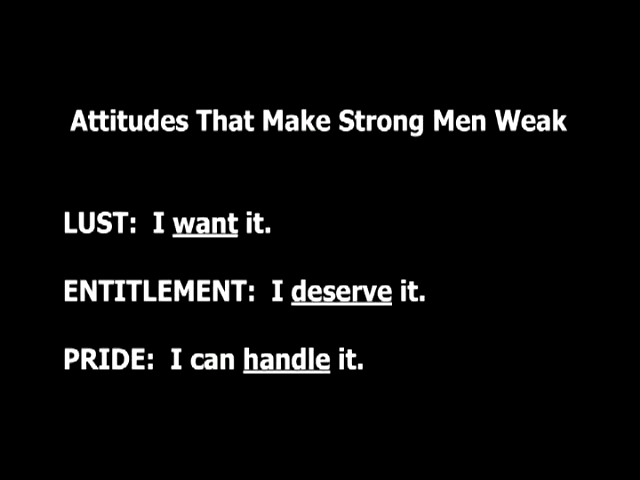 Attitudes That Make Strong Men Weak
LUST: I want it.
ENTITLEMENT: I deserve it.
PRIDE: I can handle it.